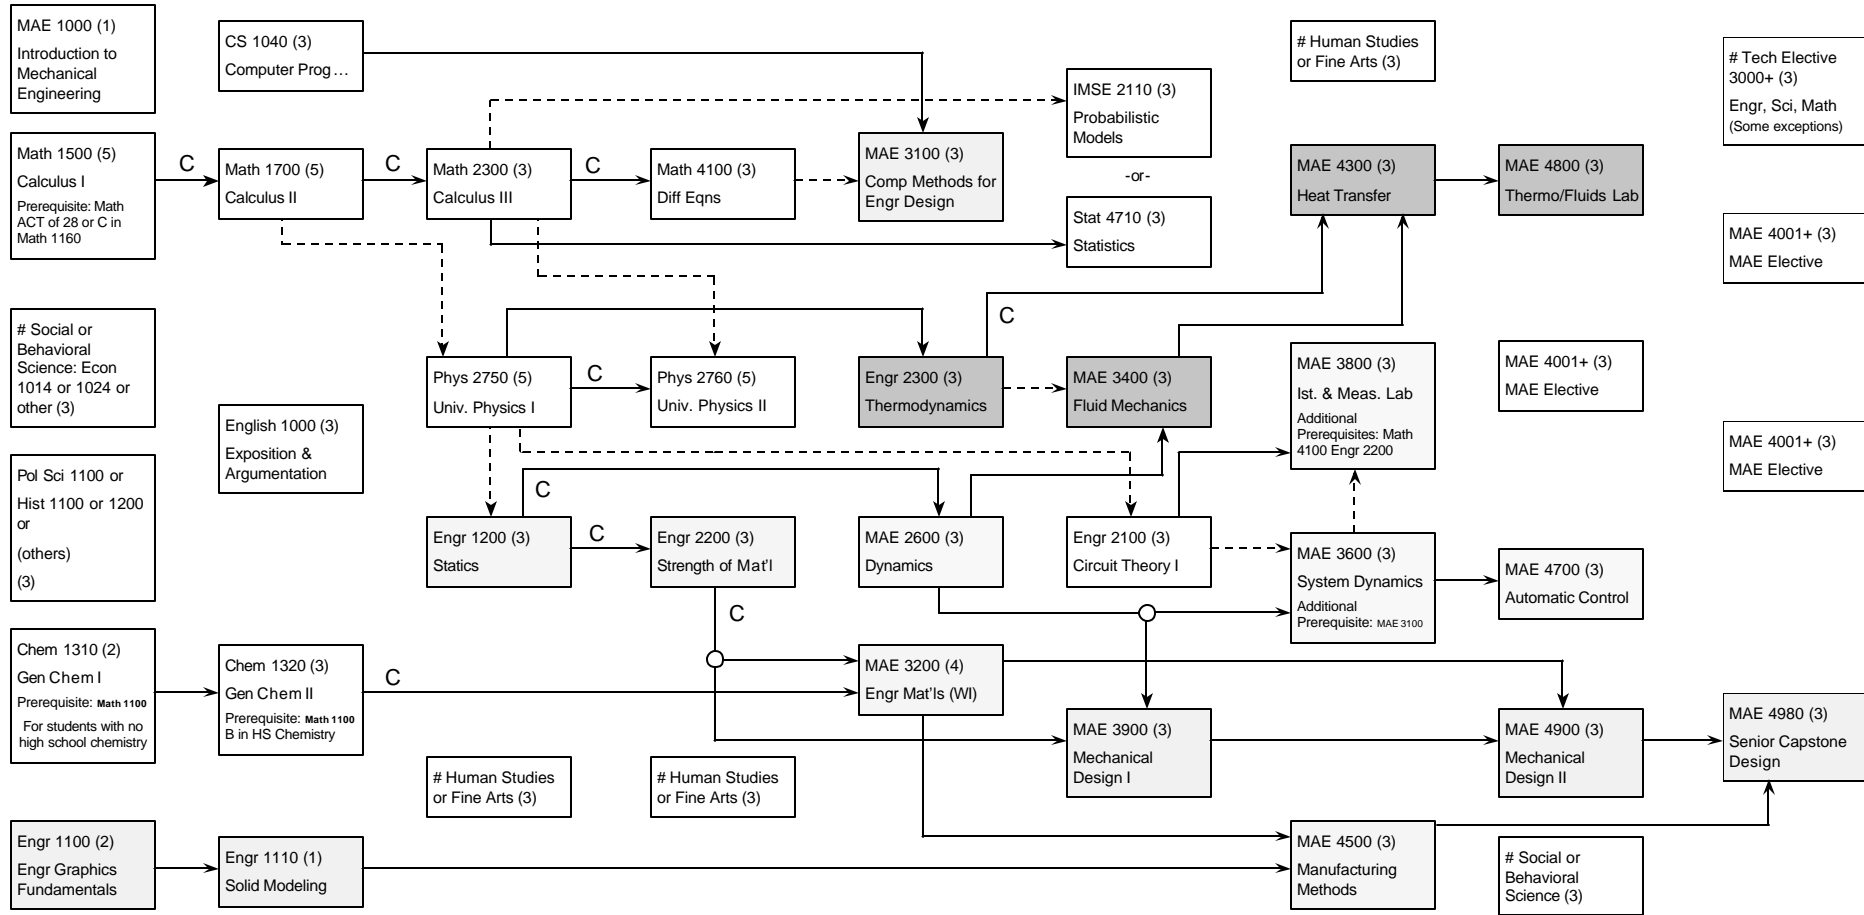 MAE 1000 (1)
Introduction to
Mechanical
Engineering
Math 1500 (5)
Calculus I
Prerequisite: Math
ACT of 28 or C in
Math 1160
# Social or
Behavioral
Science: Econ
1014 or 1024 or
other (3)
Pol Sci 1100 or
Hist 1100 or 1200
or
(others)
(3)
Chem 1310 (2)
Gen Chem I
Prerequisite: Math 1100
For students with no
high school chemistry
Engr 1100 (2)
Engr Graphics
Fundamentals
C
CS 1040 (3)
Computer Prog…
Math 1700 (5)
Calculus II
English 1000 (3)
Exposition &
Argumentation
Chem 1320 (3)
Gen Chem II
Prerequisite: Math 1100
B in HS Chemistry
Engr 1110 (1)
Solid Modeling
C
C
Math 2300 (3)
Calculus III
Phys 2750 (5)
Univ. Physics I
Engr 1200 (3)
Statics
# Human Studies
or Fine Arts (3)
C
C
C
C
Math 4100 (3)
Diff Eqns
Phys 2760 (5)
Univ. Physics II
Engr 2200 (3)
Strength of Mat'l
C
# Human Studies
or Fine Arts (3)
MAE 3100 (3)
Comp Methods for
Engr Design
Engr 2300 (3)
Thermodynamics
MAE 2600 (3)
Dynamics
MAE 3200 (4)
Engr Mat'ls (WI)
C
IMSE 2110 (3)
Probabilistic
Models
-or-
Stat 4710 (3)
Statistics
MAE 3400 (3)
Fluid Mechanics
Engr 2100 (3)
Circuit Theory I
MAE 3900 (3)
Mechanical
Design I
# Human Studies
or Fine Arts (3)
MAE 4300 (3)
Heat Transfer
MAE 3800 (3)
Ist. & Meas. Lab
Additional
Prerequisites: Math
4100 Engr 2200
MAE 3600 (3)
System Dynamics
Additional
Prerequisite: MAE 3100
MAE 4500 (3)
Manufacturing
Methods
MAE 4800 (3)
Thermo/Fluids Lab
MAE 4001+ (3)
MAE Elective
MAE 4700 (3)
Automatic Control
MAE 4900 (3)
Mechanical
Design II
# Social or
Behavioral
Science (3)
# Tech Elective
3000+ (3)
Engr, Sci, Math
(Some exceptions)
MAE 4001+ (3)
MAE Elective
MAE 4001+ (3)
MAE Elective
MAE 4980 (3)
Senior Capstone
Design